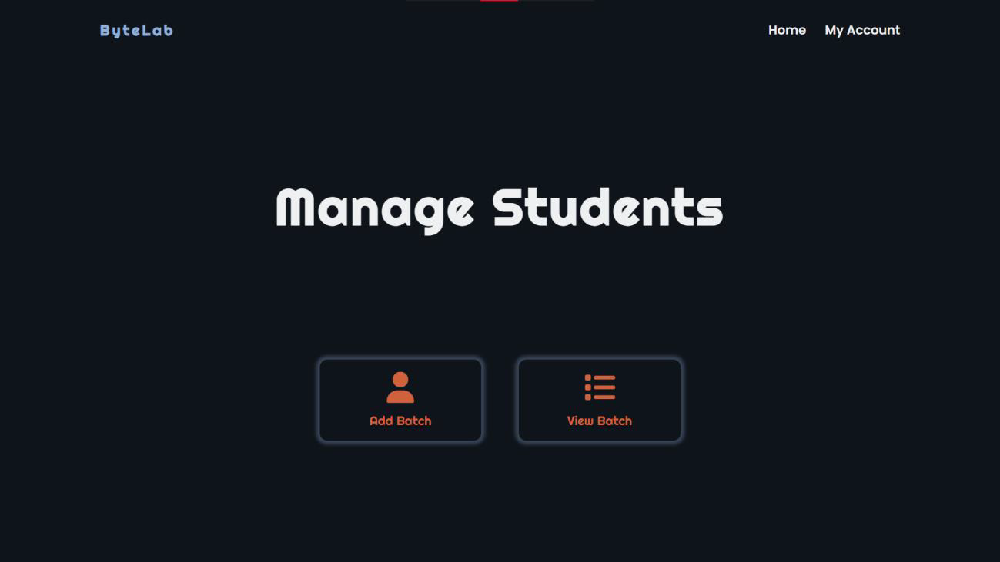 ByteLab
Home My Account
Manage Students
Add Batch
View Batch